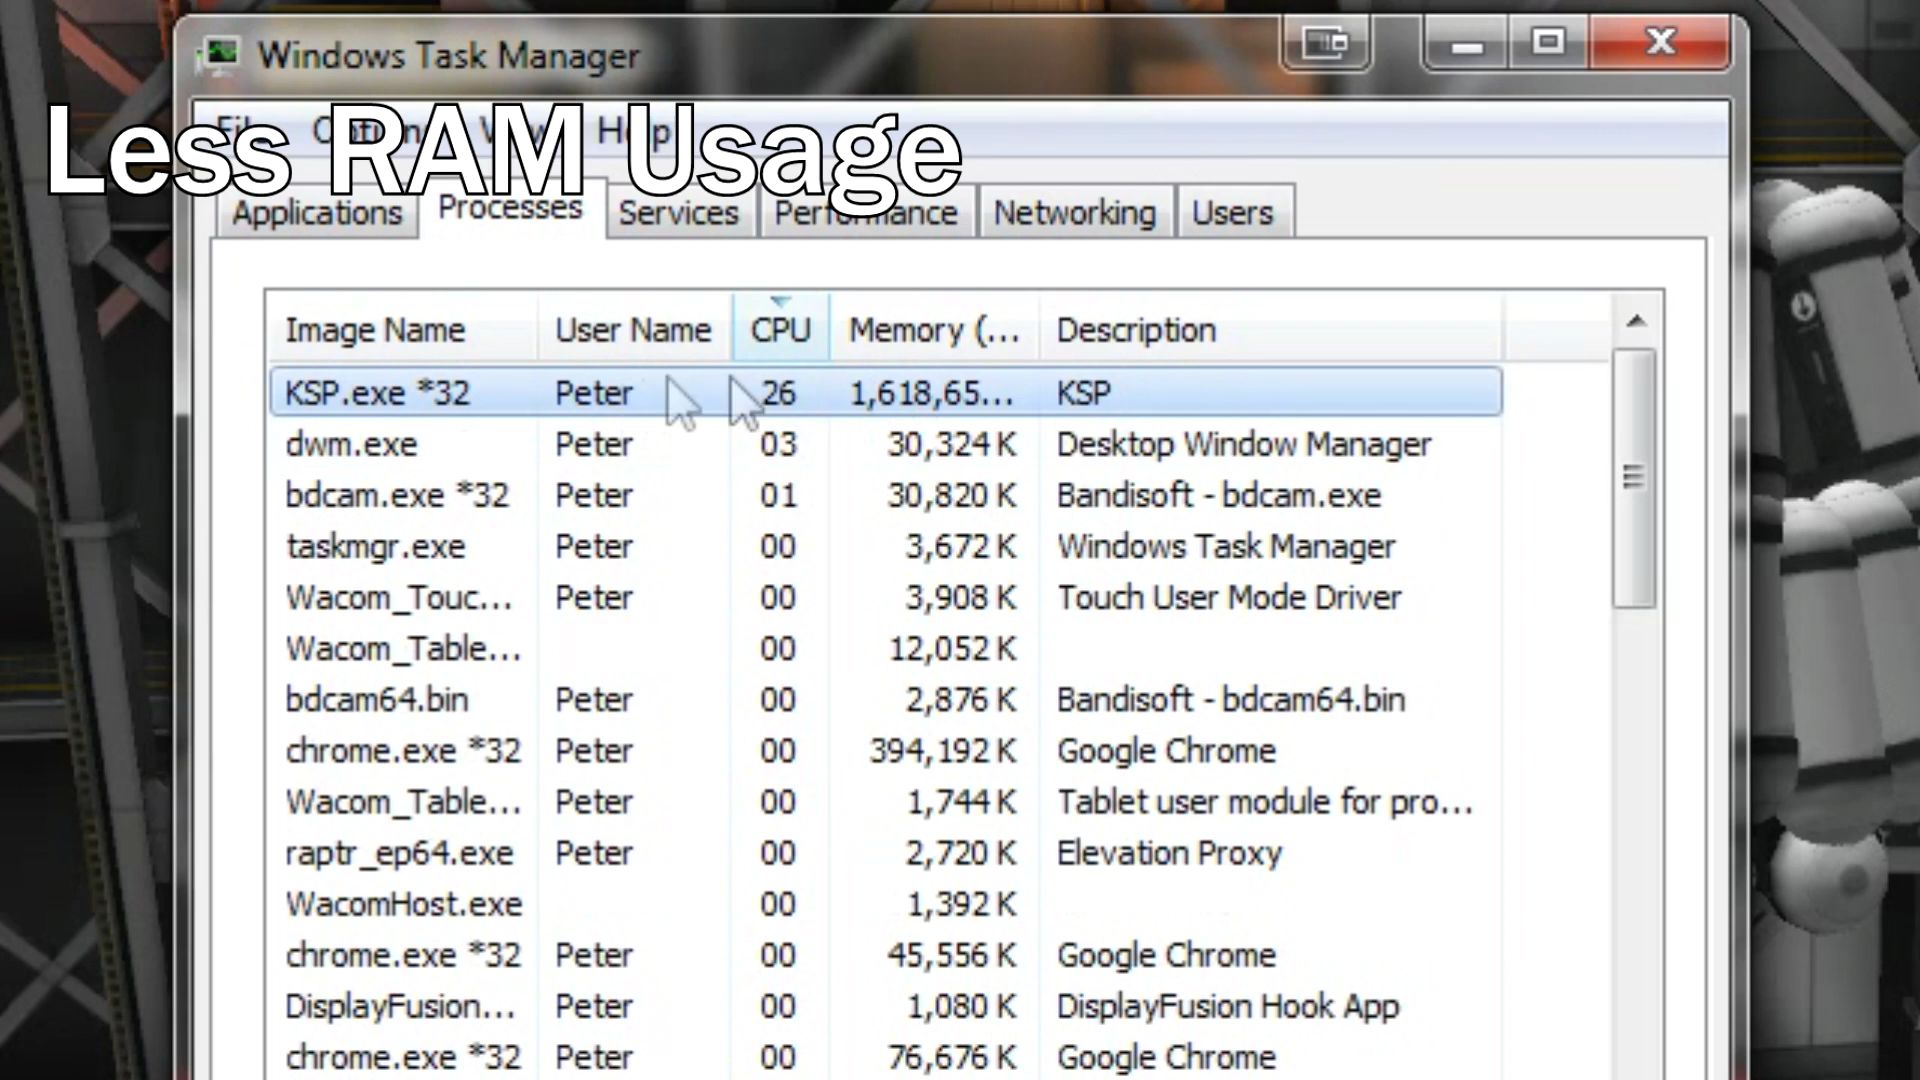 Windows Task Manager
Less RAM Usage
File Options View Help
Applications Processes Services Performance Networking Users
Image Name User Name CPU Memory (... Description
KSP.exe *32 Peter 26 1,618,65... KSP
dwm.exe Peter 03 30,324 K Desktop Window Manager
bdcam.exe *32 Peter 01 30,820 K Bandisoft - bdcam.exe
taskmgr.exe Peter 00 3,672 K Windows Task Manager
Wacom_Touc... Peter 00 3,908 K Touch User Mode Driver
Wacom_Table... 00 12,052 K
bdcam64.bin Peter 00 2,876 K Bandisoft - bdcam64.bin
chrome.exe *32 Peter 00 394,192 K Google Chrome
Wacom_Table... Peter 00 1,744 K Tablet user module for pro...
raptr_ep64.exe Peter 00 2,720 K Elevation Proxy
WacomHost.exe 00 1,392 K
chrome.exe *32 Peter 00 45,556 K Google Chrome
DisplayFusion... Peter 00 1,080 K DisplayFusion Hook App
chrome.exe *32 Peter 00 76,676 K Google Chrome